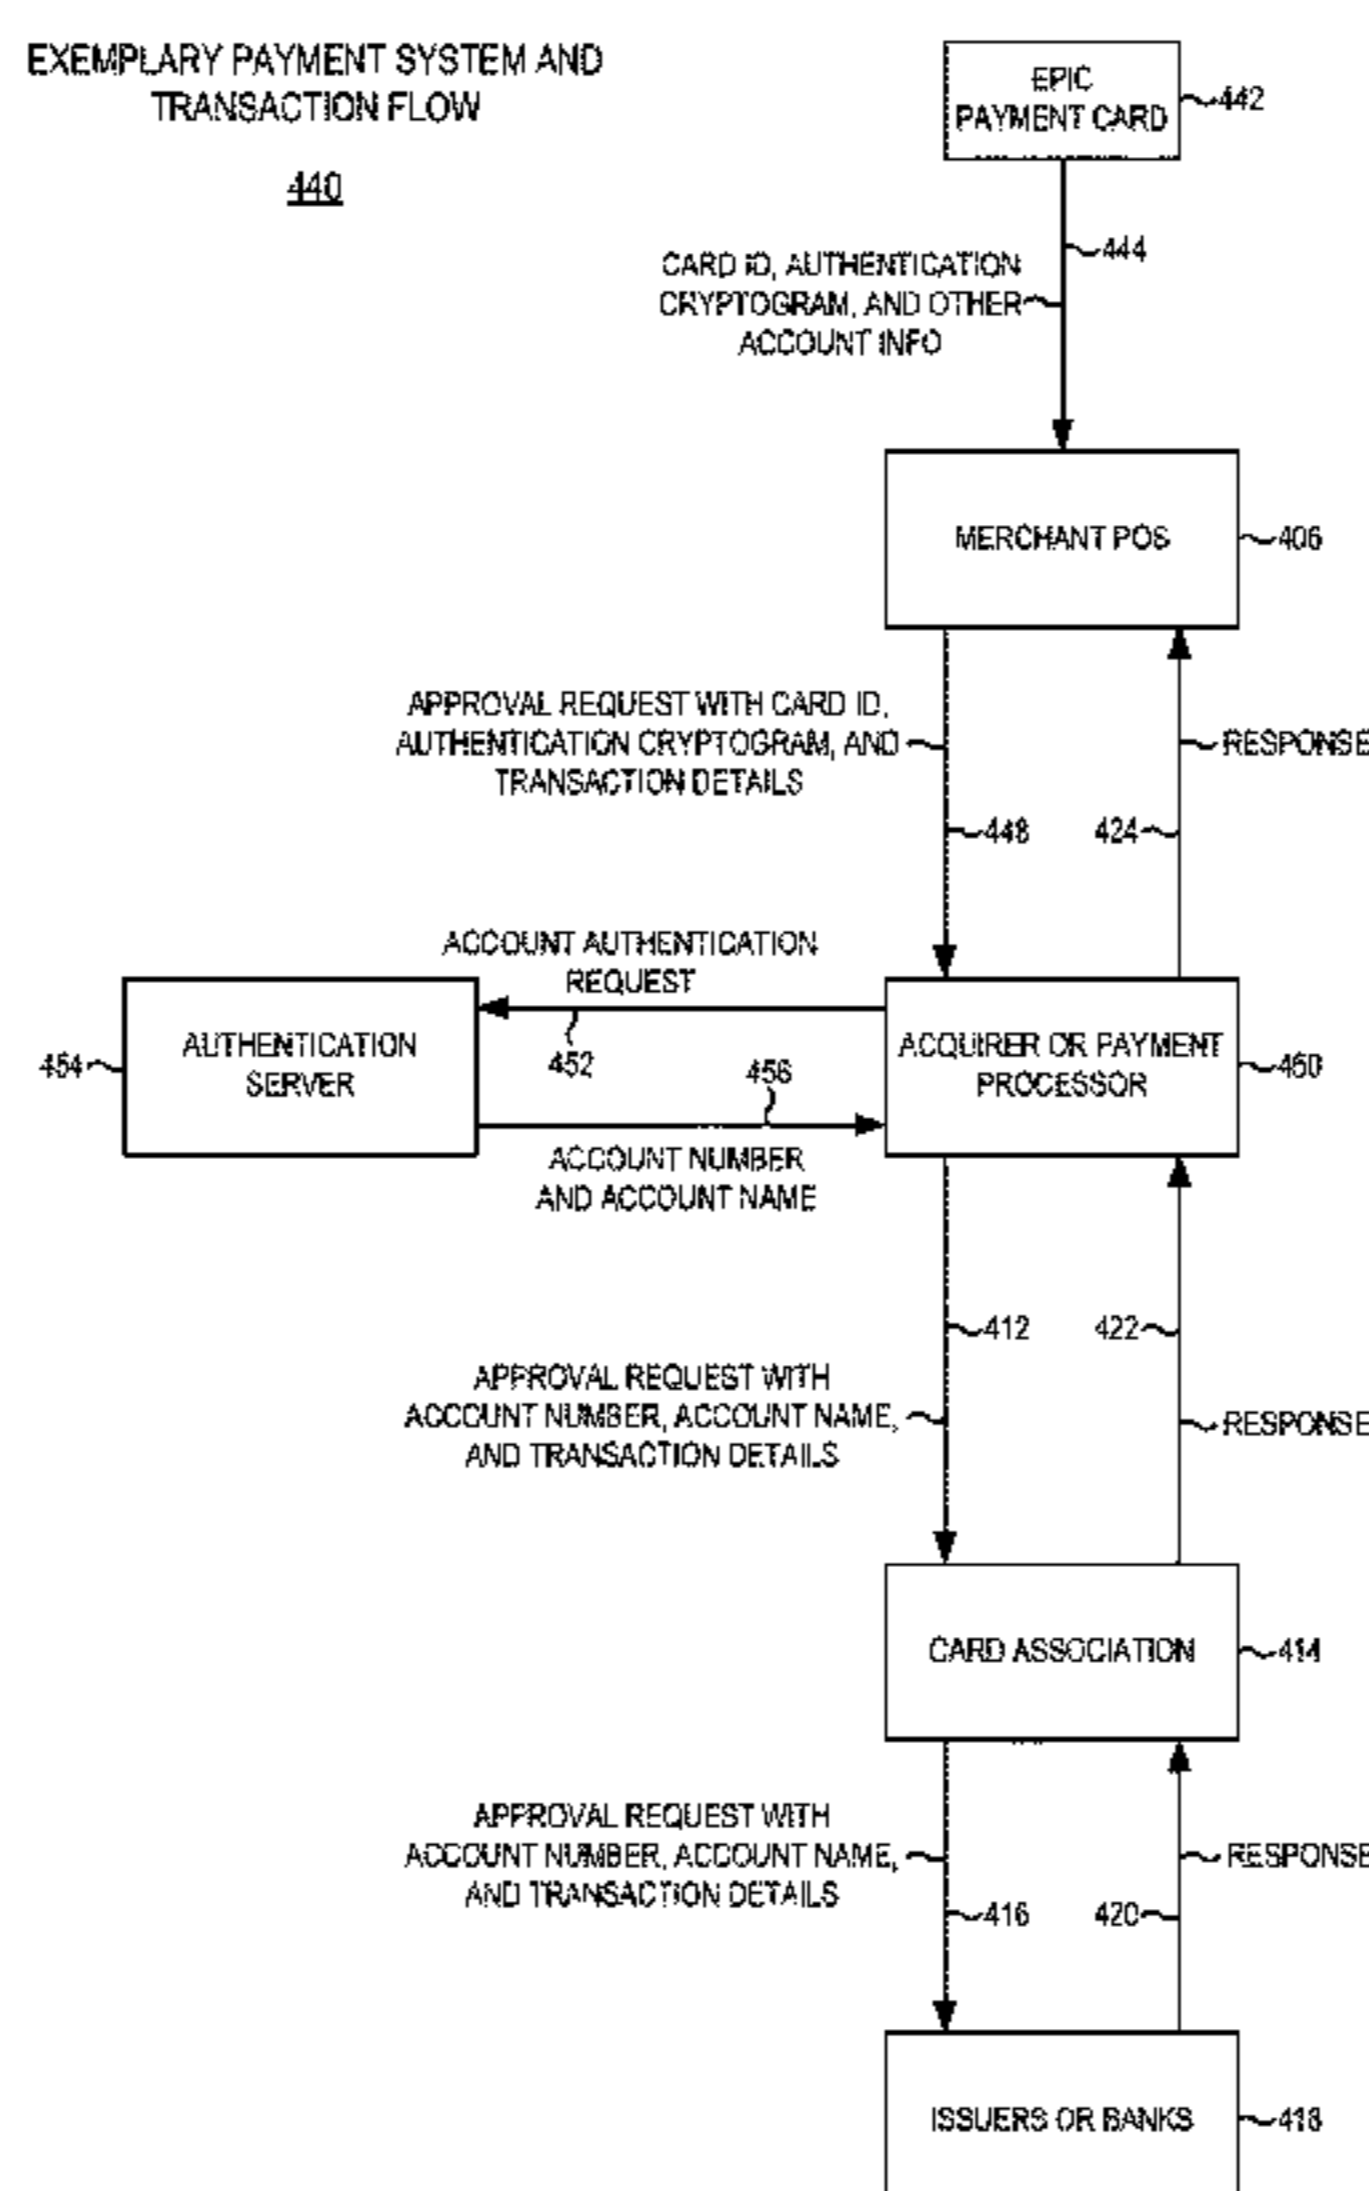 EXEMPLARY PAYMENT SYSTEM AND
TRANSACTION FLOW
440
EPIC
PAYMENT CARD
442
444
CARD ID, AUTHENTICATION
CRYPTOGRAM, AND OTHER
ACCOUNT INFO
MERCHANT POS
406
APPROVAL REQUEST WITH CARD ID,
AUTHENTICATION CRYPTOGRAM, AND
TRANSACTION DETAILS
RESPONSE
448
424
ACCOUNT AUTHENTICATION
REQUEST
AUTHENTICATION
SERVER
454
452
456
ACQUIRER OR PAYMENT
PROCESSOR
450
ACCOUNT NUMBER
AND ACCOUNT NAME
412
422
APPROVAL REQUEST WITH
ACCOUNT NUMBER, ACCOUNT NAME,
AND TRANSACTION DETAILS
RESPONSE
CARD ASSOCIATION
414
APPROVAL REQUEST WITH
ACCOUNT NUMBER, ACCOUNT NAME,
AND TRANSACTION DETAILS
RESPONSE
416
420
ISSUERS OR BANKS
418